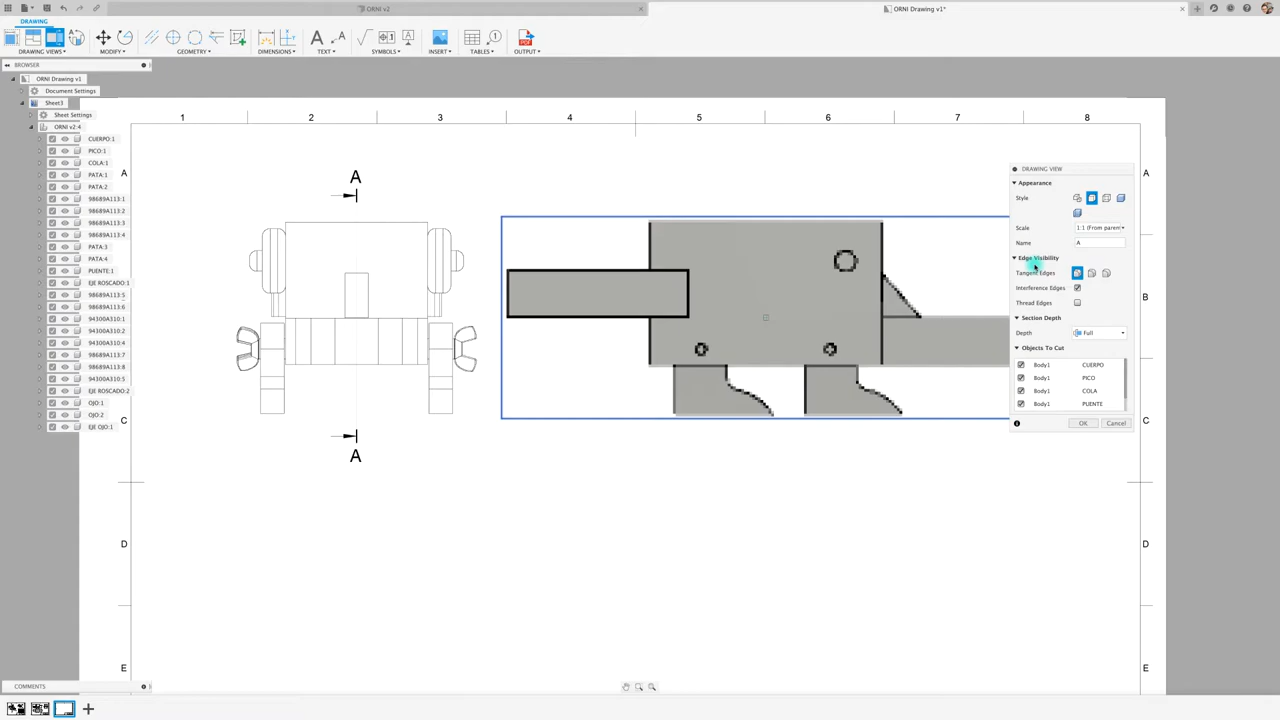 ORNI v2
ORNI Drawing v1*
DRAWING
DRAWING VIEWS
MODIFY
GEOMETRY
DIMENSIONS
TEXT
SYMBOLS
INSERT
TABLES
OUTPUT
BROWSER
ORNI Drawing v1
Document Settings
Sheet3
Sheet Settings
ORNI v2:4
CUERPO:1
PICO:1
COLA:1
PATA:1
PATA:2
98689A113:1
98689A113:2
98689A113:3
98689A113:4
PATA:3
PATA:4
PUENTE:1
EJE ROSCADO:1
98689A113:5
98689A113:6
94300A310:1
94300A310:2
94300A310:3
94300A310:4
98689A113:7
98689A113:8
94300A310:5
EJE ROSCADO:2
OJO:1
OJO:2
EJE OJO:1
1 2 3 4 5 6 7 8
A
B
C
D
E
A
A
A
B
C
D
E
DRAWING VIEW
Appearance
Style
Scale 1:1 (From paren
Name A
Edge Visibility
Tangent Edges
Interference Edges
Thread Edges
Section Depth
Depth Full
Objects To Cut
Body1 CUERPO
Body1 PICO
Body1 COLA
Body1 PUENTE
OK Cancel
COMMENTS